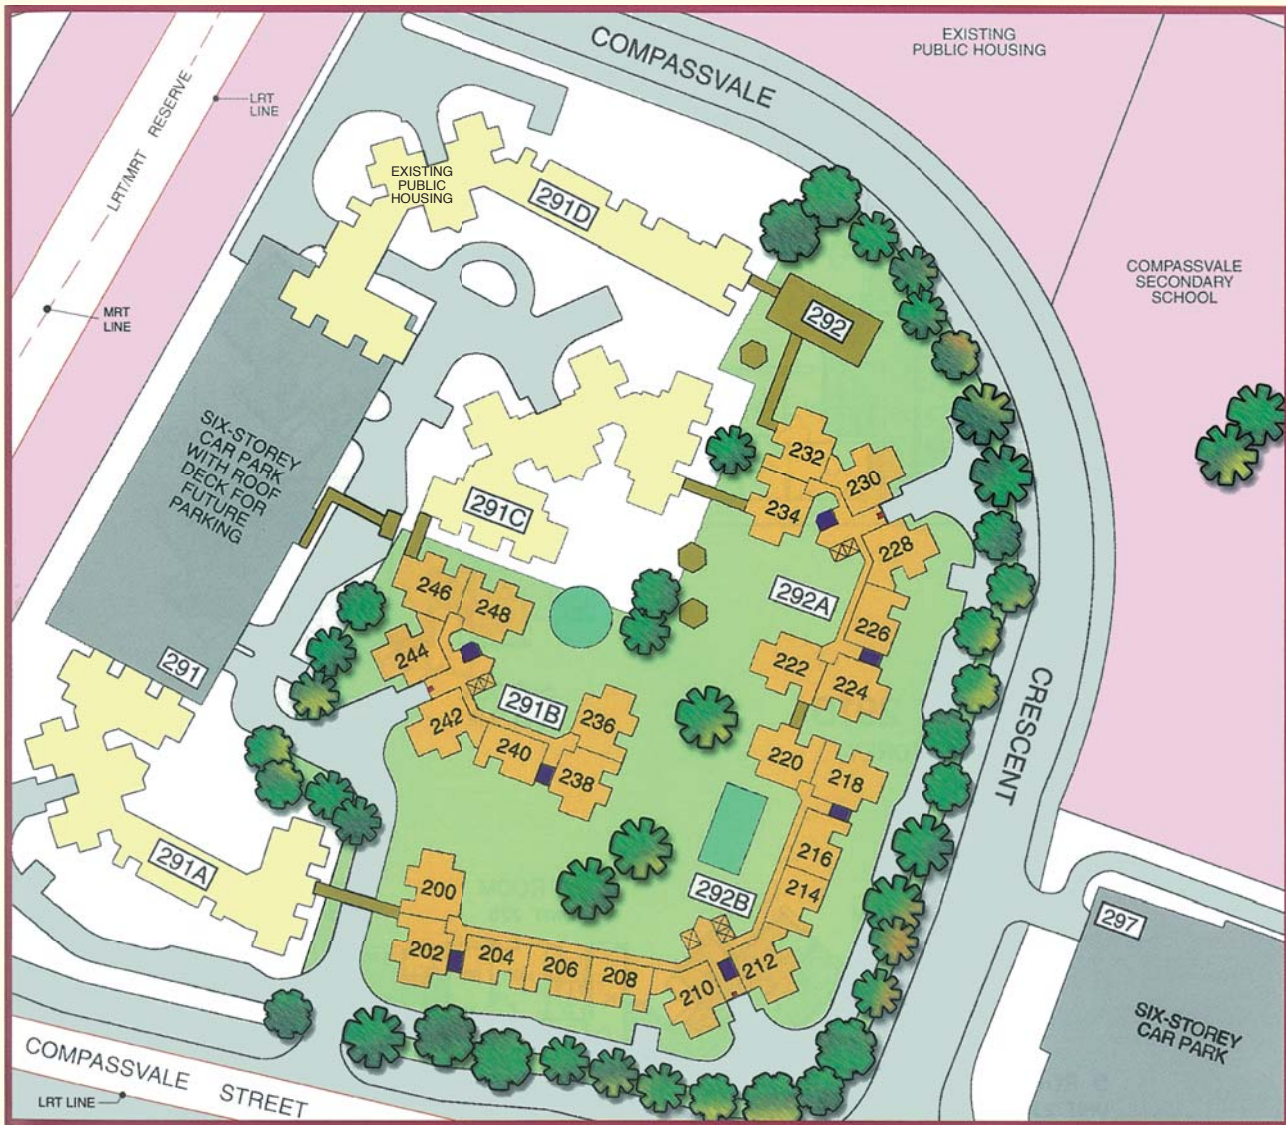 COMPASSVALE
EXISTING
PUBLIC HOUSING
LRT
LINE
LRT/MRT RESERVE
EXISTING
PUBLIC
HOUSING
291D
COMPASSVALE
SECONDARY
SCHOOL
MRT
LINE
292
SIX-STOREY
CAR PARK
WITH ROOF
DECK FOR
FUTURE
PARKING
232
230
234
291C
228
292A
246
248
226
244
222
224
291
291B
236
242
240
238
220
218
CRESCENT
216
291A
200
292B
214
297
202
204
206
208
210
212
SIX-STOREY
CAR PARK
COMPASSVALE STREET
LRT LINE